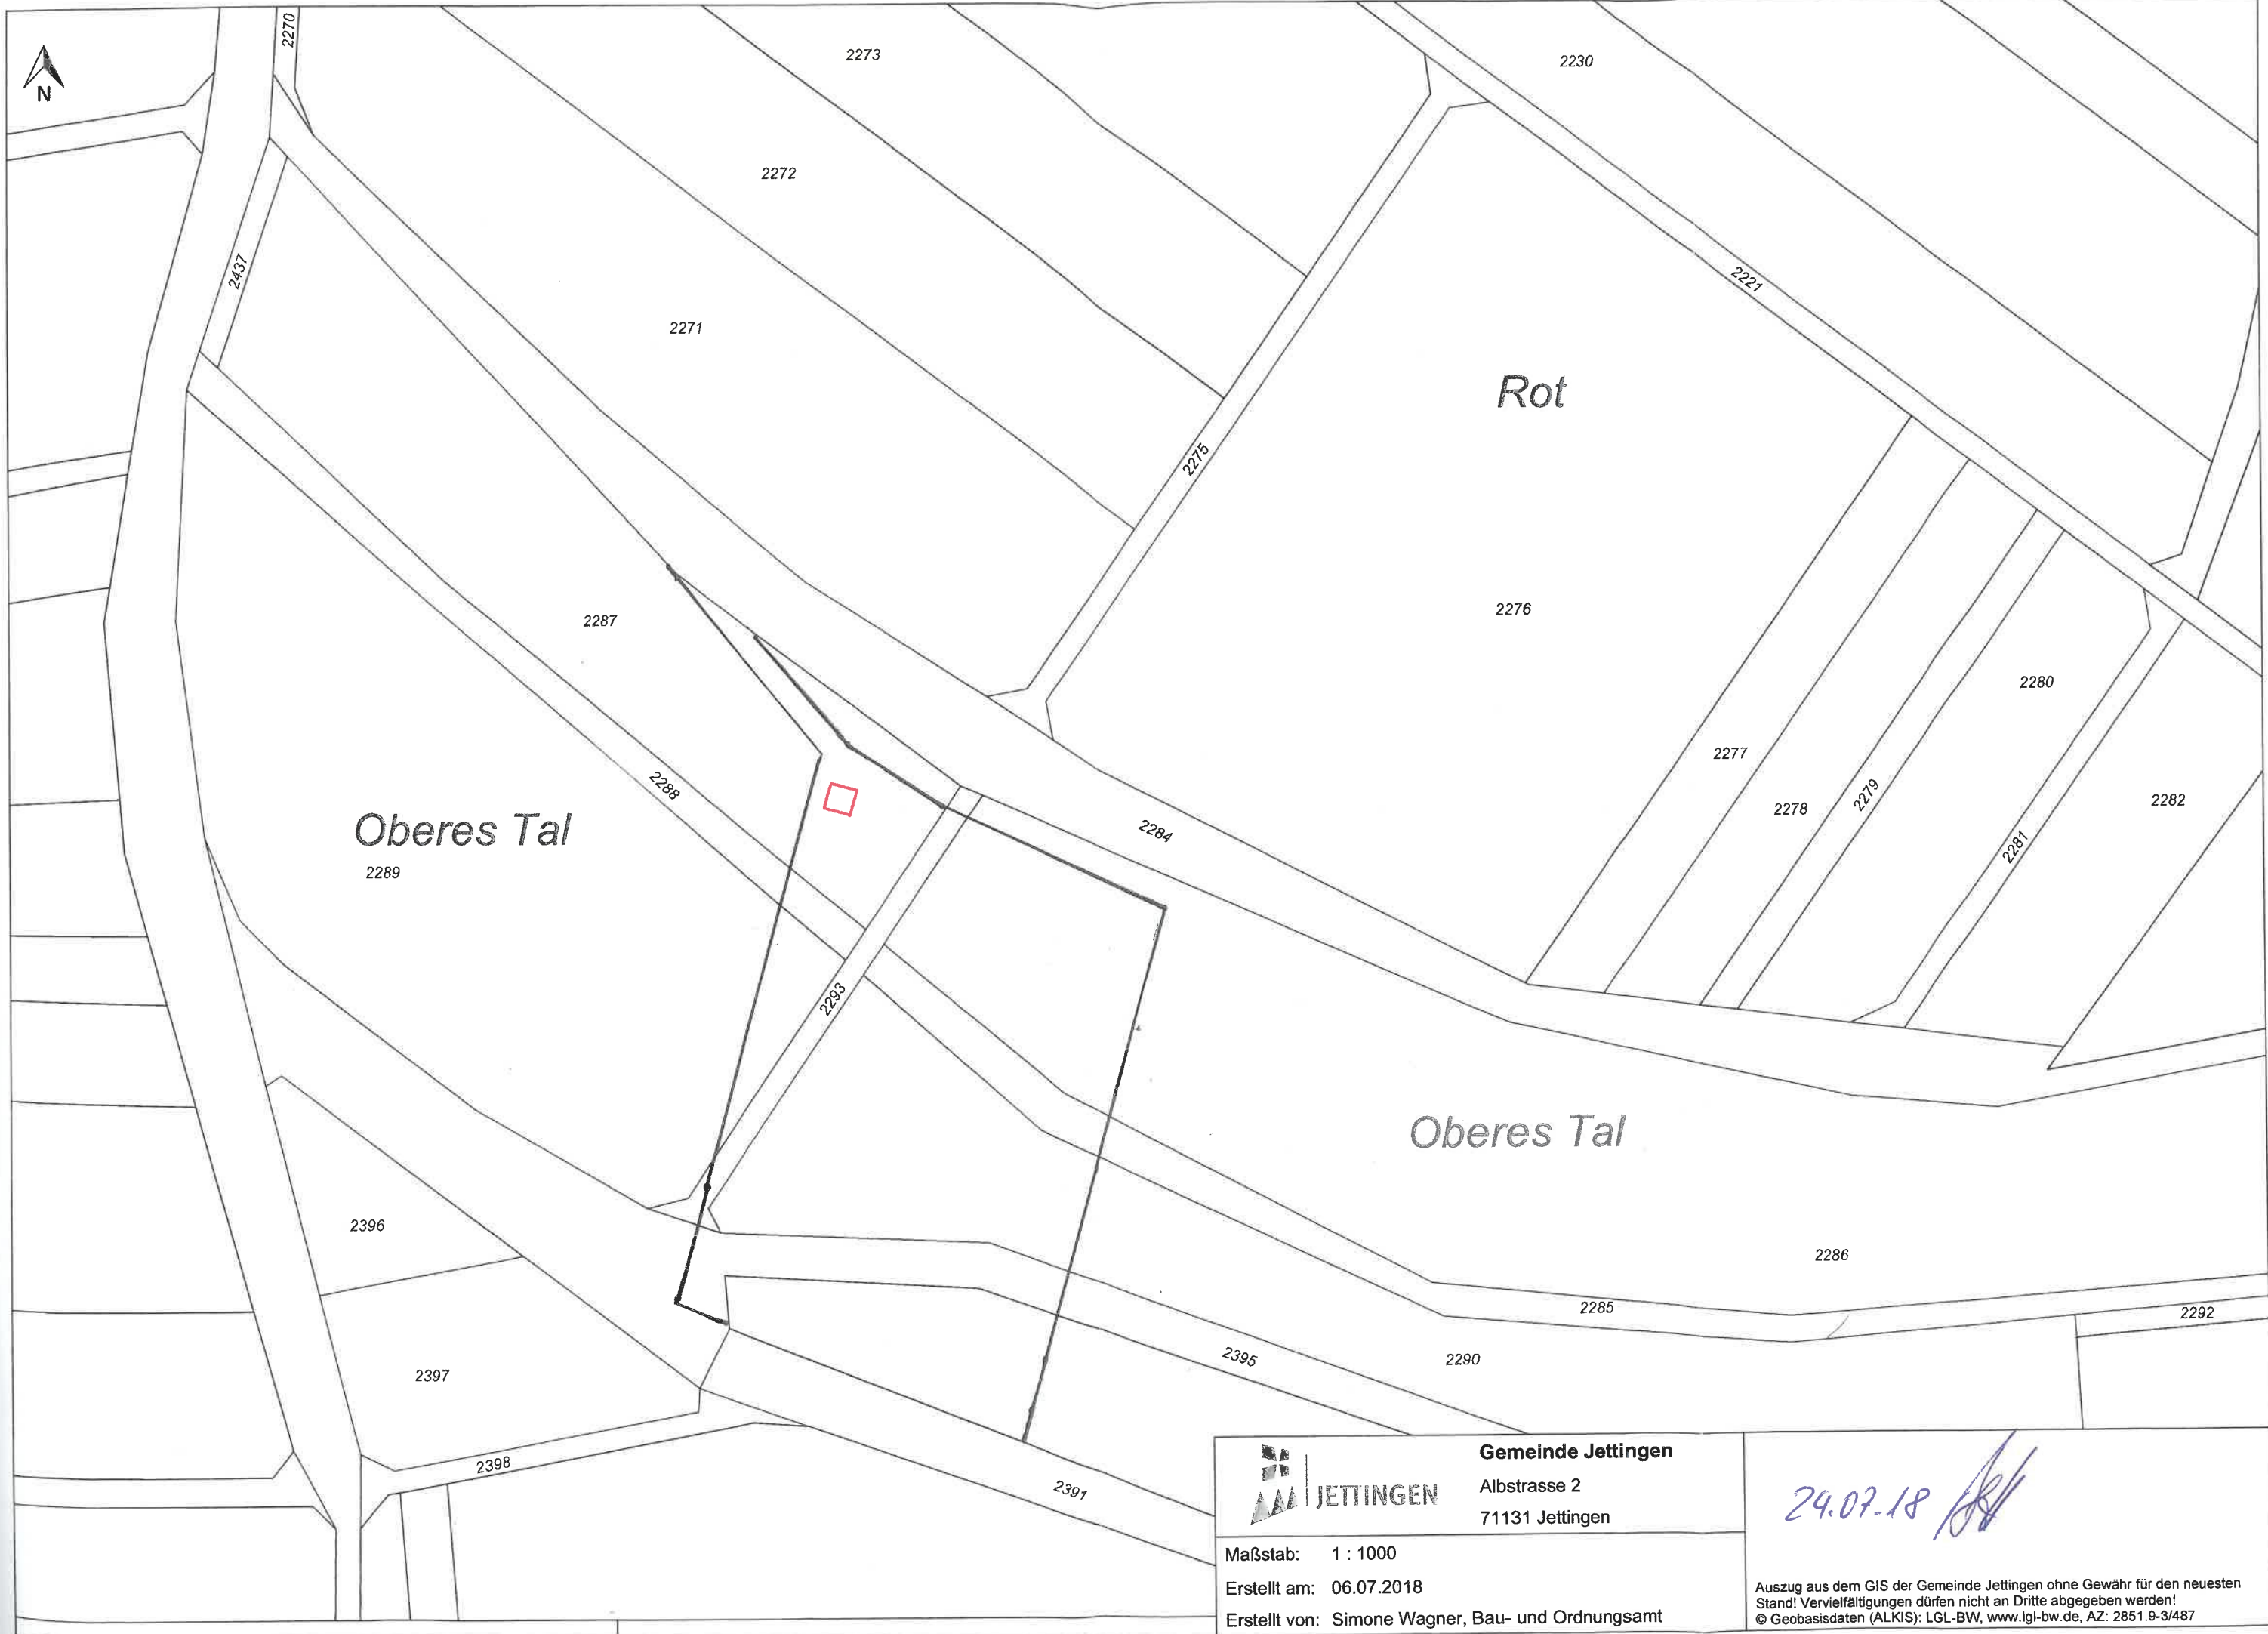 2270
2273
2230
N
2272
2437
2221
2271
Rot
2275
2276
2287
2280
2277
2288
2278
2279
2282
Oberes Tal
2284
2281
2289
2293
Oberes Tal
2396
2286
2285
2292
2395
2290
2397
2398
2391
JETTINGEN
Gemeinde Jettingen
Albstrasse 2
71131 Jettingen
24.07.18
Maßstab: 1 : 1000
Erstellt am: 06.07.2018
Erstellt von: Simone Wagner, Bau- und Ordnungsamt
Auszug aus dem GIS der Gemeinde Jettingen ohne Gewähr für den neuesten
Stand! Vervielfältigungen dürfen nicht an Dritte abgegeben werden!
© Geobasisdaten (ALKIS): LGL-BW, www.lgl-bw.de, AZ: 2851.9-3/487